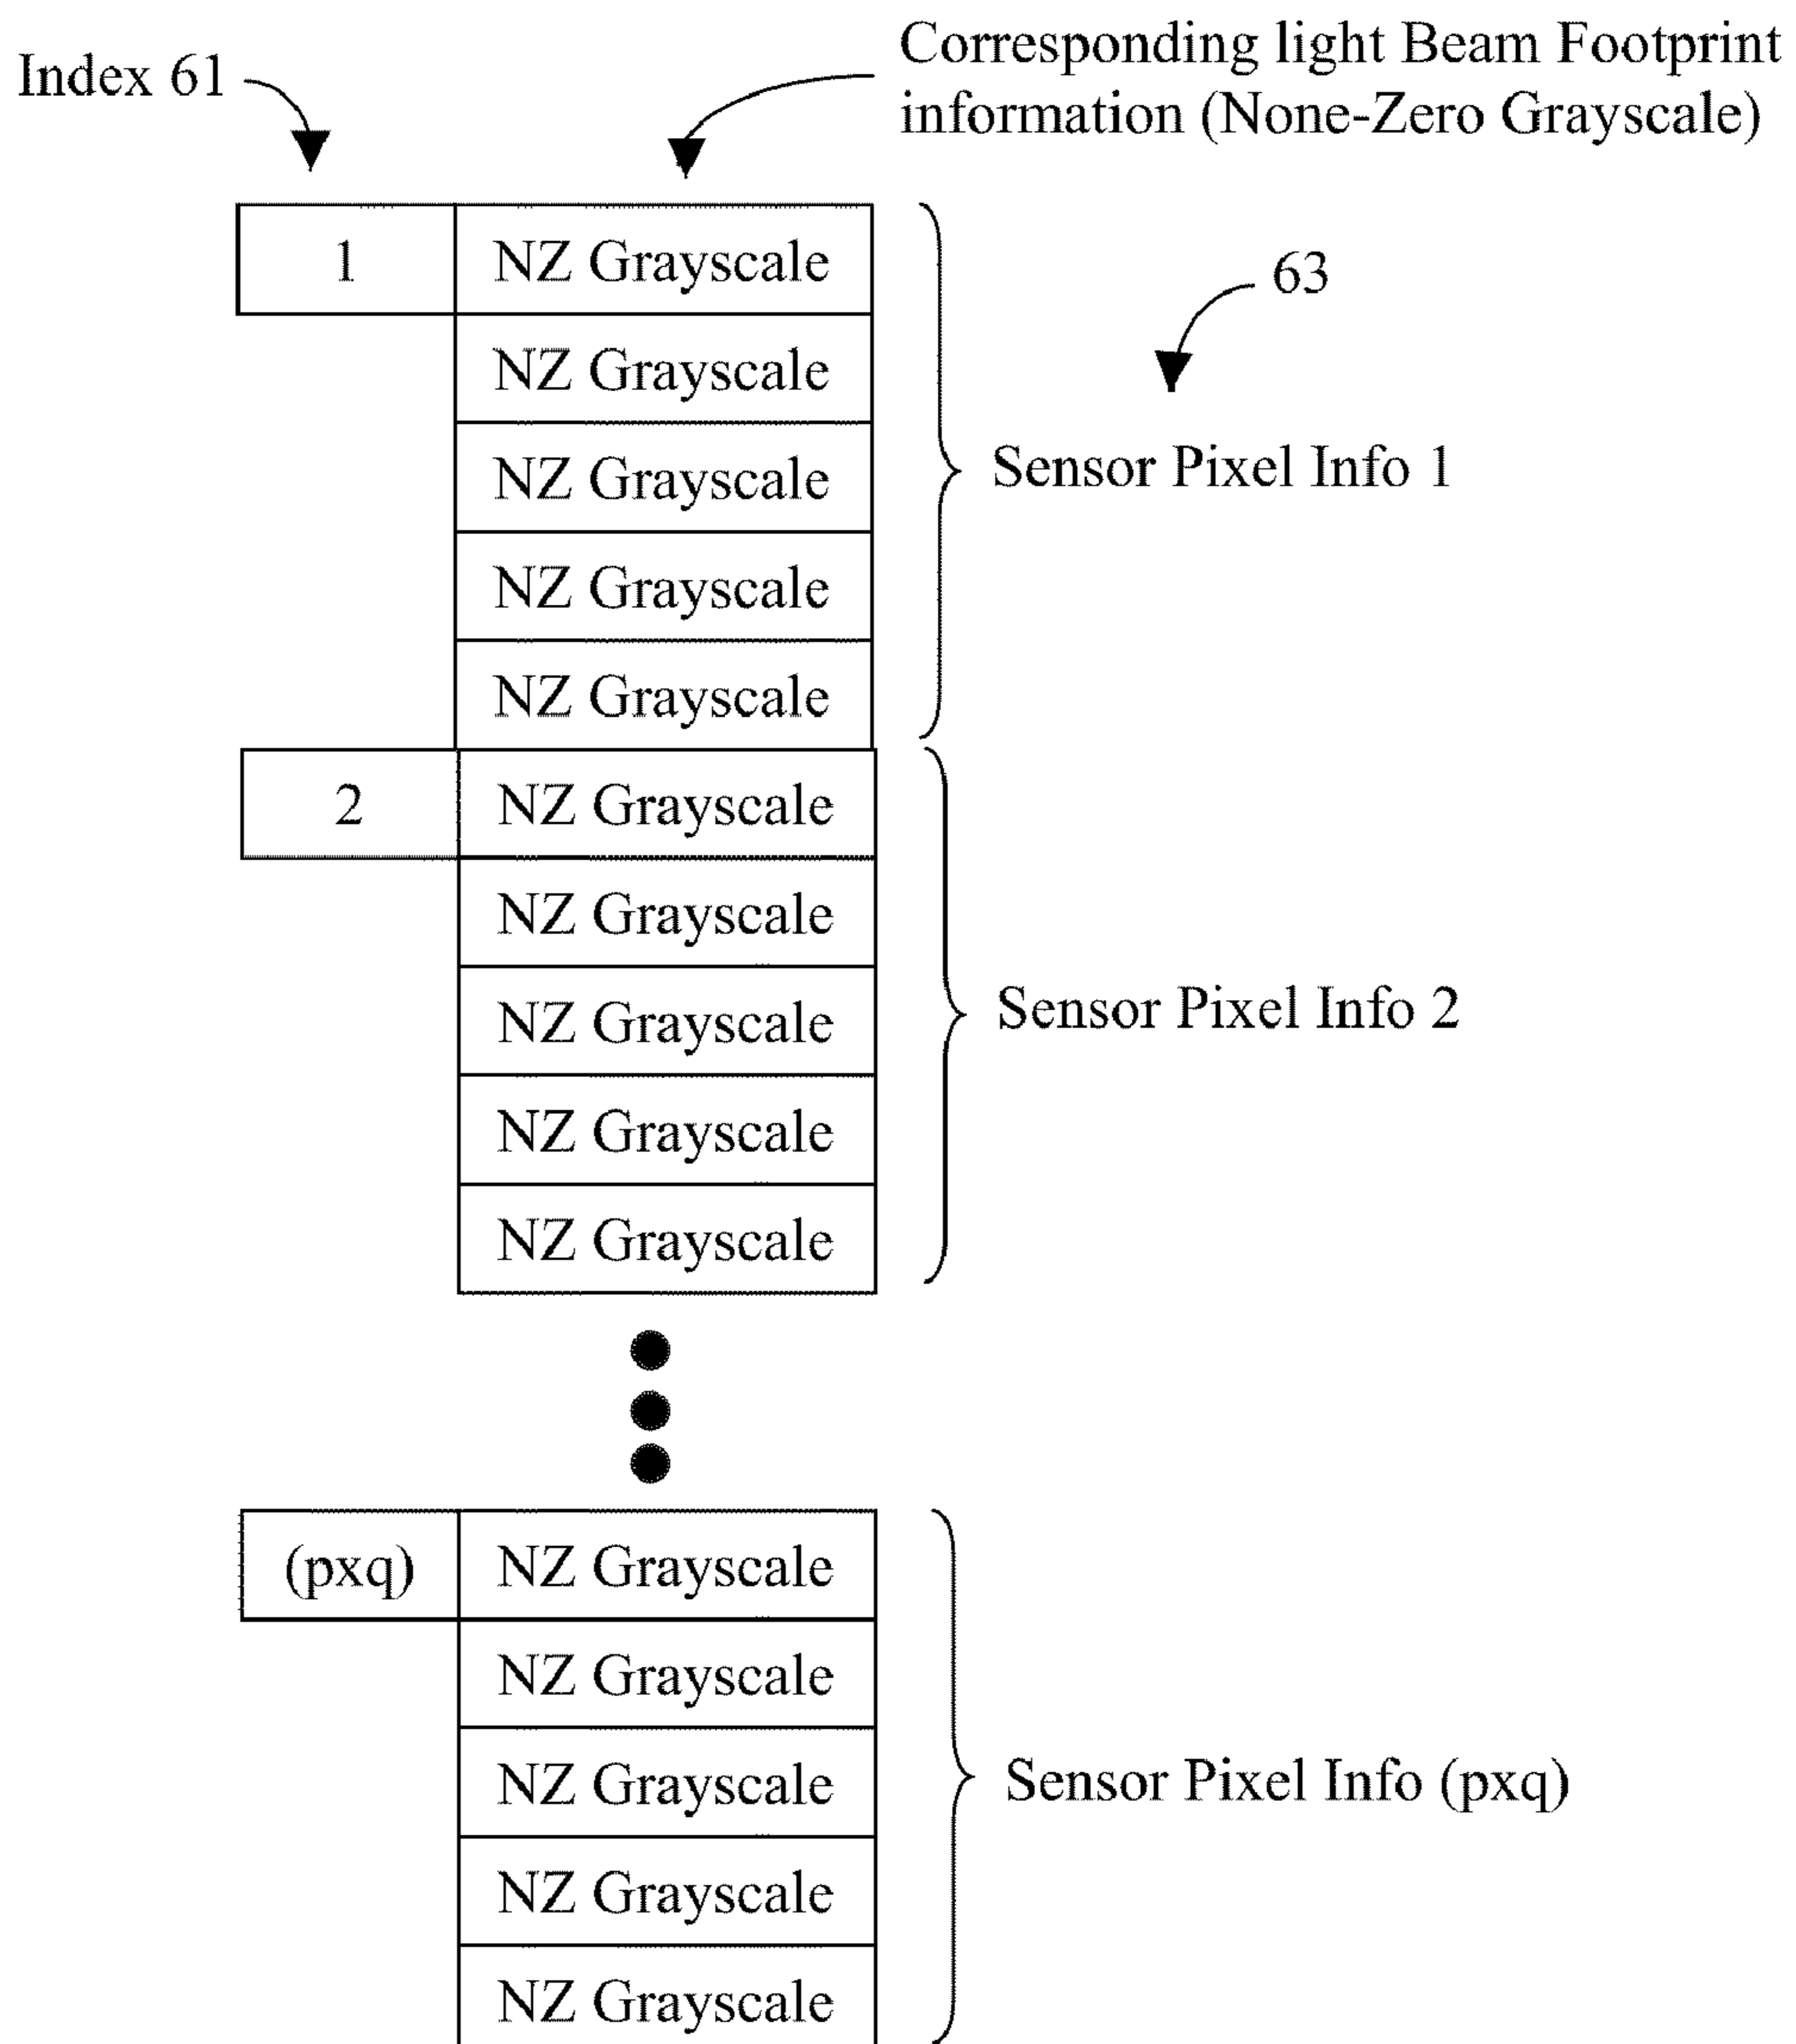 Index 61
Corresponding light Beam Footprint
information (None-Zero Grayscale)
1
NZ Grayscale
63
NZ Grayscale
NZ Grayscale
Sensor Pixel Info 1
NZ Grayscale
NZ Grayscale
2
NZ Grayscale
NZ Grayscale
NZ Grayscale
Sensor Pixel Info 2
NZ Grayscale
NZ Grayscale
(pxq)
NZ Grayscale
NZ Grayscale
NZ Grayscale
Sensor Pixel Info (pxq)
NZ Grayscale
NZ Grayscale